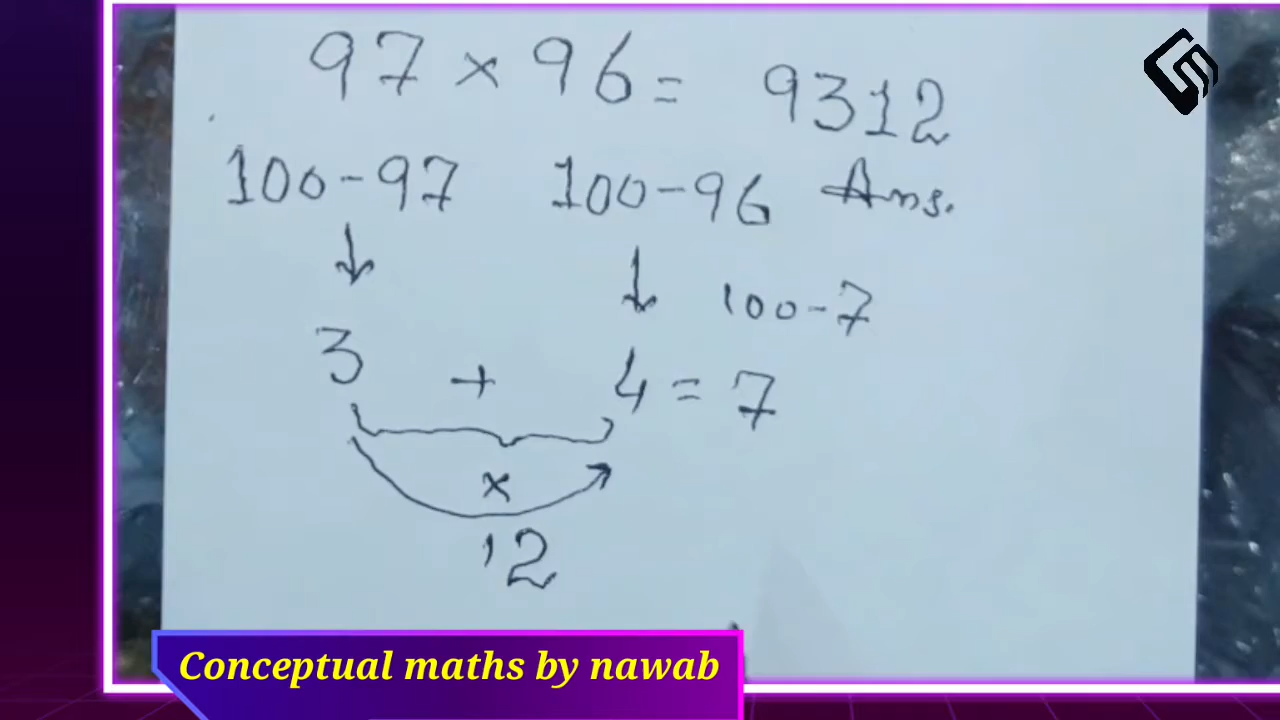 97 × 96 = 9312
100-97 100-96 Ans.
↓ ↓ 100-7
3 + 4 = 7
×
12
Conceptual maths by nawab